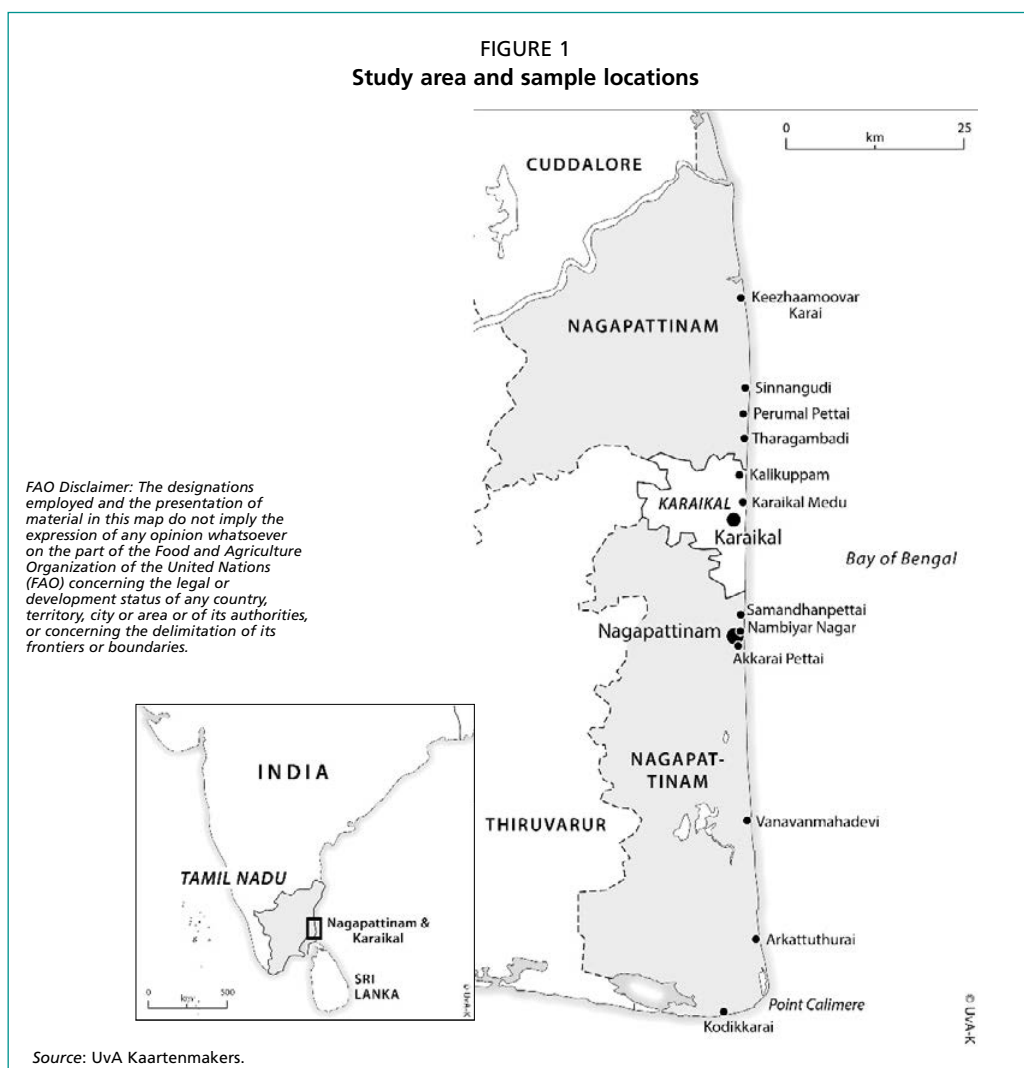 FIGURE 1
Study area and sample locations
0 25
km
CUDDALORE
Keezhaamoovar
Karai
NAGAPATTINAM
Sinnangudi
Perumal Pettai
Tharagambadi
Kalikuppam
KARAIKAL
Karaikal Medu
Karaikal
Bay of Bengal
Samandhanpettai
Nagapattinam
Nambiyar Nagar
Akkarai Pettai
NAGAPAT-
TINAM
THIRUVARUR
Vanavanmahadevi
Arkattuthurai
Point Calimere
Kodikkarai
© UvA-K
FAO Disclaimer: The designations
employed and the presentation of
material in this map do not imply the
expression of any opinion whatsoever
on the part of the Food and Agriculture
Organization of the United Nations
(FAO) concerning the legal or
development status of any country,
territory, city or area or of its authorities,
or concerning the delimitation of its
frontiers or boundaries.
INDIA
TAMIL NADU
Nagapattinam &
Karaikal
SRI
LANKA
0 km 500
© UvA-K
Source: UvA Kaartenmakers.